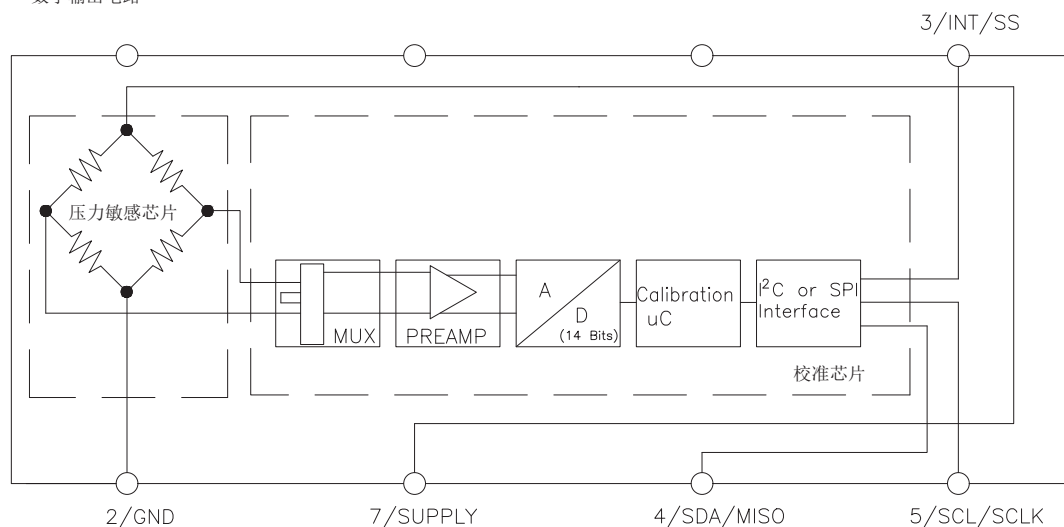 3/INT/SS
压力敏感芯片
MUX
PREAMP
A
D
(14 Bits)
Calibration
uC
I²C or SPI
Interface
校准芯片
2/GND
7/SUPPLY
4/SDA/MISO
5/SCL/SCLK